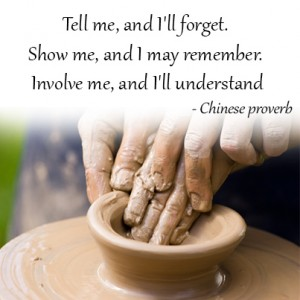 Tell me, and I'll forget.
Show me, and I may remember.
Involve me, and I'll understand
- Chinese proverb